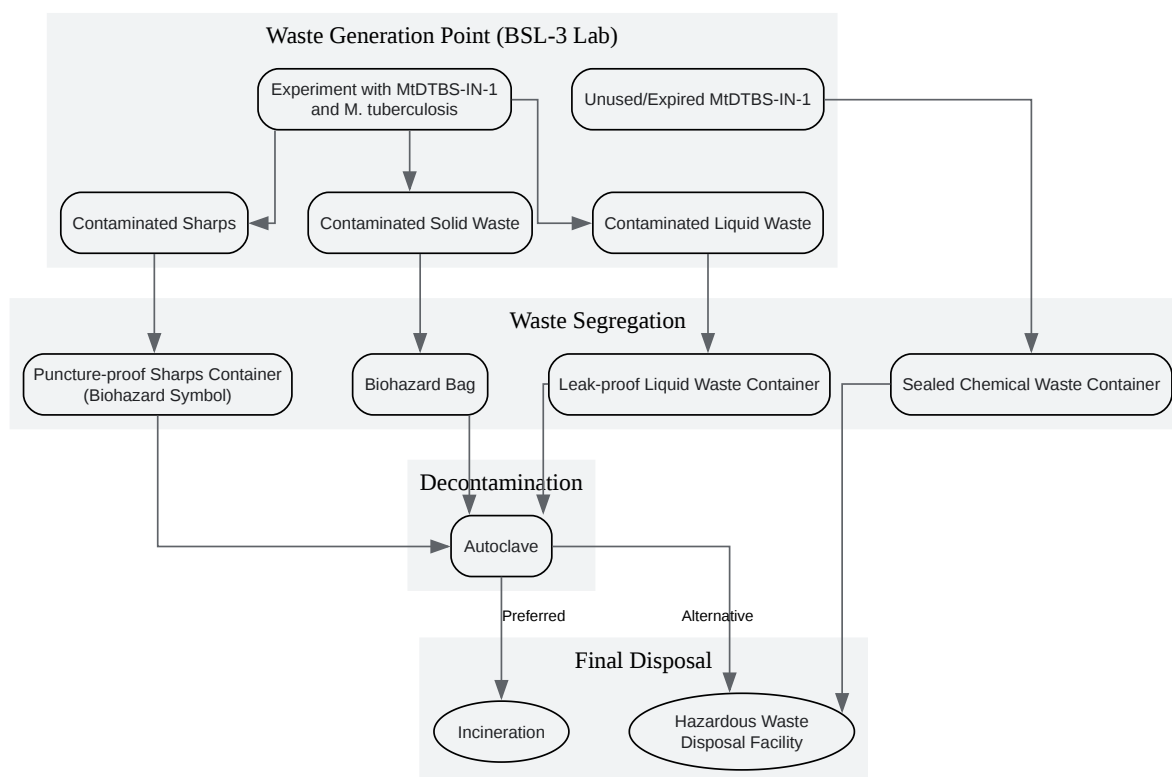 Waste Generation Point (BSL-3 Lab)
Experiment with MtDTBS-IN-1
and M. tuberculosis
Unused/Expired MtDTBS-IN-1
Contaminated Sharps
Contaminated Solid Waste
Contaminated Liquid Waste
Waste Segregation
Puncture-proof Sharps Container
(Biohazard Symbol)
Biohazard Bag
Leak-proof Liquid Waste Container
Sealed Chemical Waste Container
Decontamination
Autoclave
Preferred
Alternative
Final Disposal
Incineration
Hazardous Waste
Disposal Facility